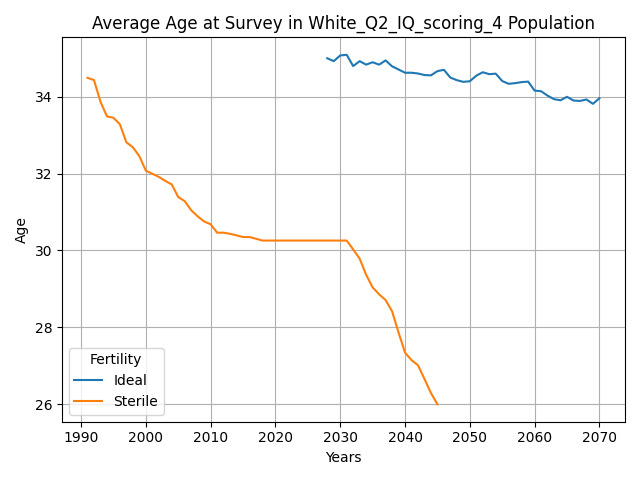 Average Age at Survey in White_Q2_IQ_scoring_4 Population
Age
34
32
30
28
26
Fertility
Ideal
Sterile
1990 2000 2010 2020 2030 2040 2050 2060 2070
Years